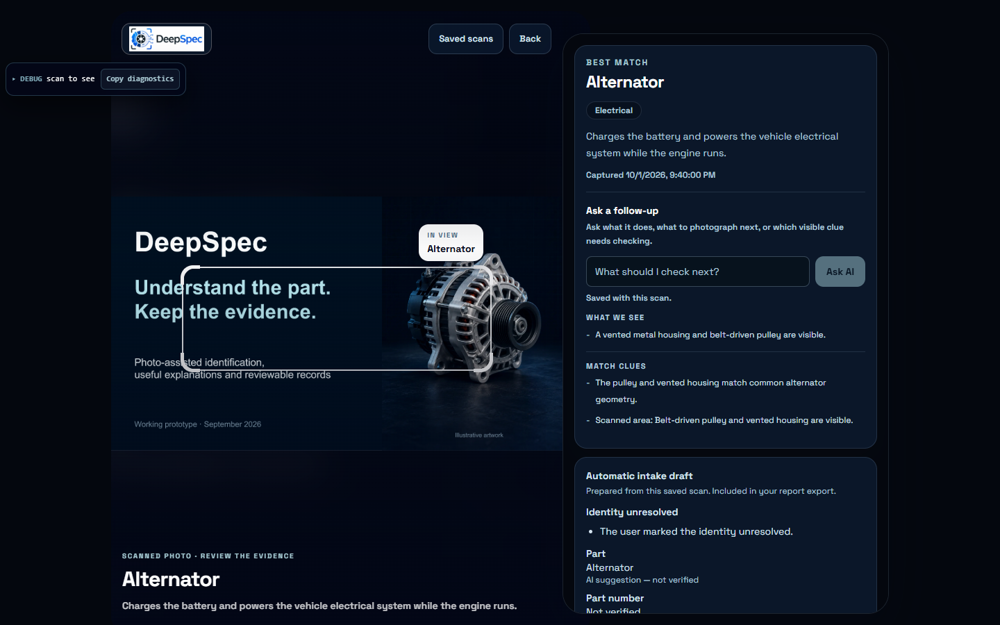 DeepSpec
Saved scans
Back
▸ DEBUG scan to see
Copy diagnostics
DeepSpec
Understand the part.
Keep the evidence.
Photo-assisted identification,
useful explanations and reviewable records
Working prototype · September 2026
IN VIEW
Alternator
Illustrative artwork
SCANNED PHOTO · REVIEW THE EVIDENCE
Alternator
Charges the battery and powers the vehicle electrical system while the engine runs.
BEST MATCH
Alternator
Electrical
Charges the battery and powers the vehicle electrical
system while the engine runs.
Captured 10/1/2026, 9:40:00 PM
Ask a follow-up
Ask what it does, what to photograph next, or which visible clue
needs checking.
What should I check next?
Ask AI
Saved with this scan.
WHAT WE SEE
- A vented metal housing and belt-driven pulley are visible.
MATCH CLUES
- The pulley and vented housing match common alternator
geometry.
- Scanned area: Belt-driven pulley and vented housing are visible.
Automatic intake draft
Prepared from this saved scan. Included in your report export.
Identity unresolved
• The user marked the identity unresolved.
Part
Alternator
AI suggestion — not verified
Part number
Not verified